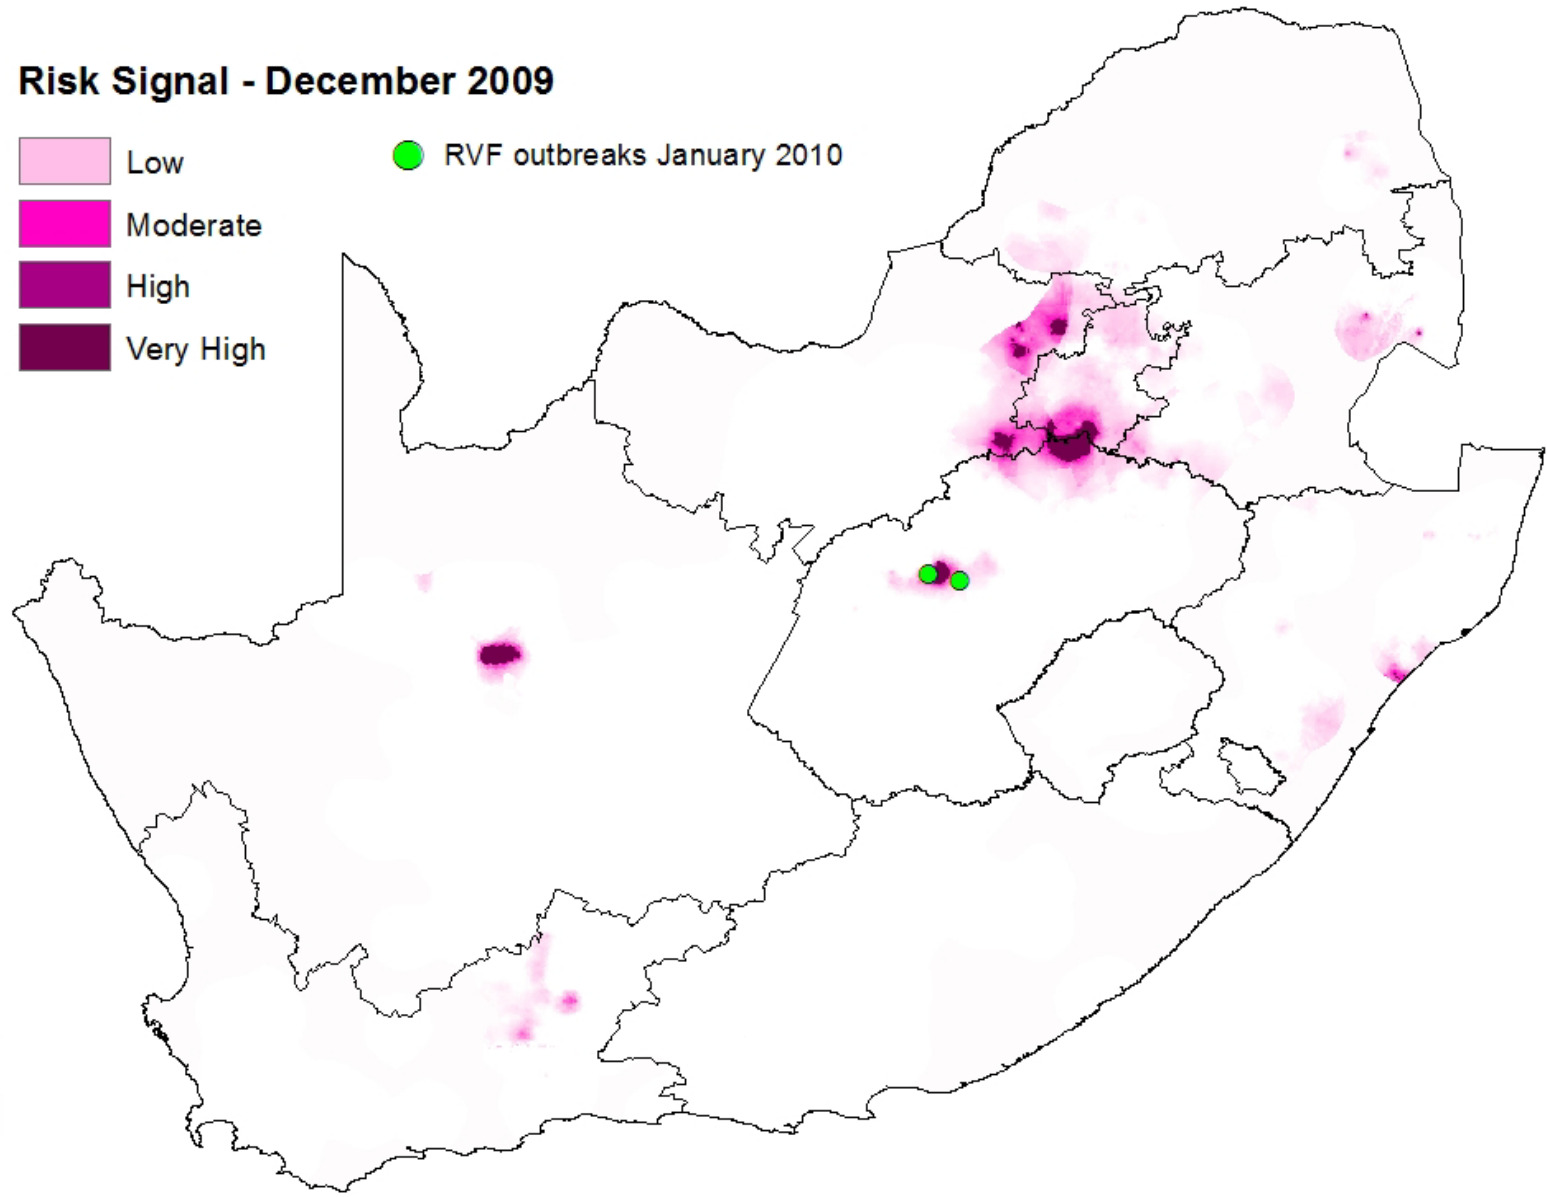 Risk Signal - December 2009
Low
RVF outbreaks January 2010
Moderate
High
Very High